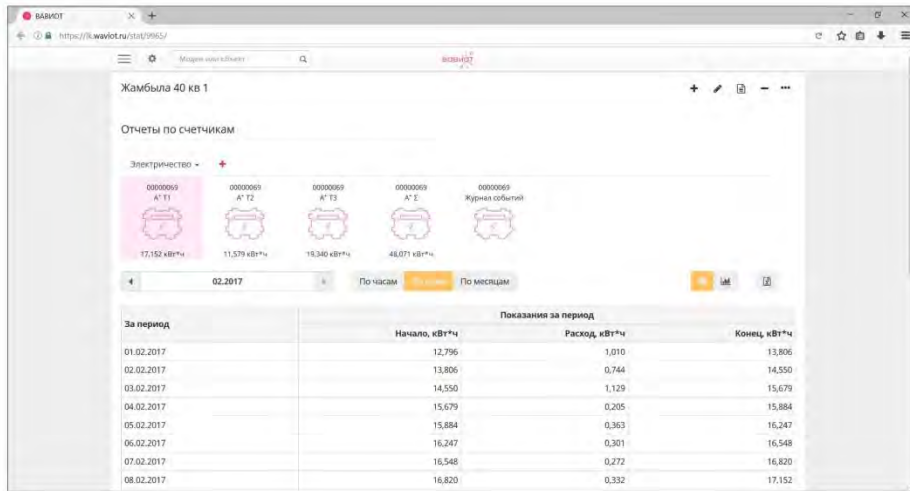 ВАВИОТ
https://lk.waviot.ru/stat/9965/
вавиот
Жамбыла 40 кв 1
Отчеты по счетчикам
Электричество
00000069 00000069 00000069 00000069 00000069
A⁺ T1 A⁺ T2 A⁺ T3 A⁺ Σ Журнал событий
17,152 кВт*ч 11,579 кВт*ч 19,340 кВт*ч 48,071 кВт*ч
02.2017 По часам По месяцам
За период Показания за период
Начало, кВт*ч Расход, кВт*ч Конец, кВт*ч
01.02.2017 12,796 1,010 13,806
02.02.2017 13,806 0,744 14,550
03.02.2017 14,550 1,129 15,679
04.02.2017 15,679 0,205 15,884
05.02.2017 15,884 0,363 16,247
06.02.2017 16,247 0,301 16,548
07.02.2017 16,548 0,272 16,820
08.02.2017 16,820 0,332 17,152